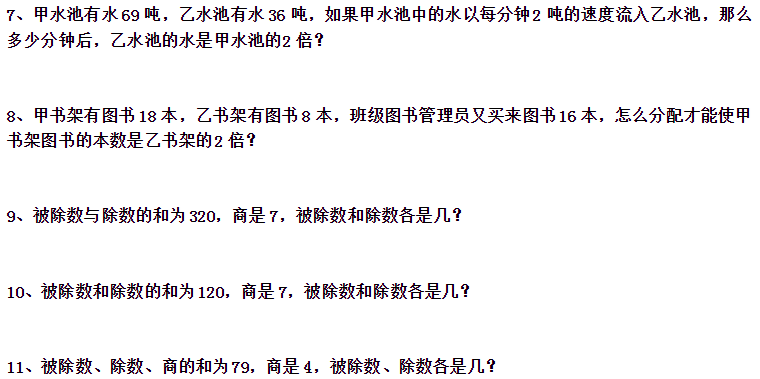 7、甲水池有水69吨，乙水池有水36吨，如果甲水池中的水以每分钟2吨的速度流入乙水池，那么
多少分钟后，乙水池的水是甲水池的2倍？
8、甲书架有图书18本，乙书架有图书8本，班级图书管理员又买来图书16本，怎么分配才能使甲
书架图书的本数是乙书架的2倍？
9、被除数与除数的和为320，商是7，被除数和除数各是几？
10、被除数和除数的和为120，商是7，被除数和除数各是几？
11、被除数、除数、商的和为79，商是4，被除数、除数各是几？